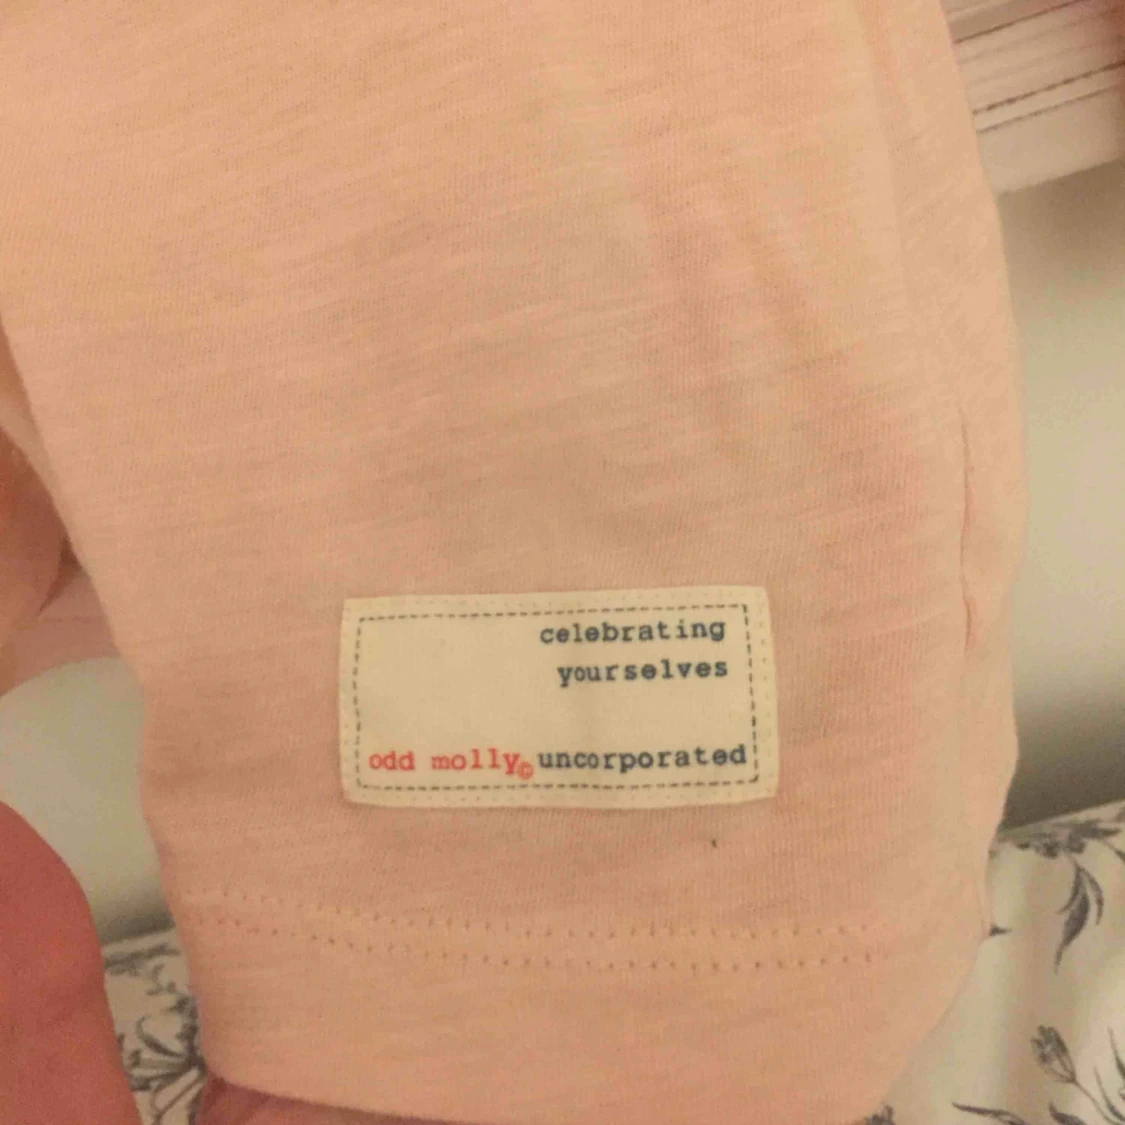 celebrating
yourselves
odd molly© uncorporated